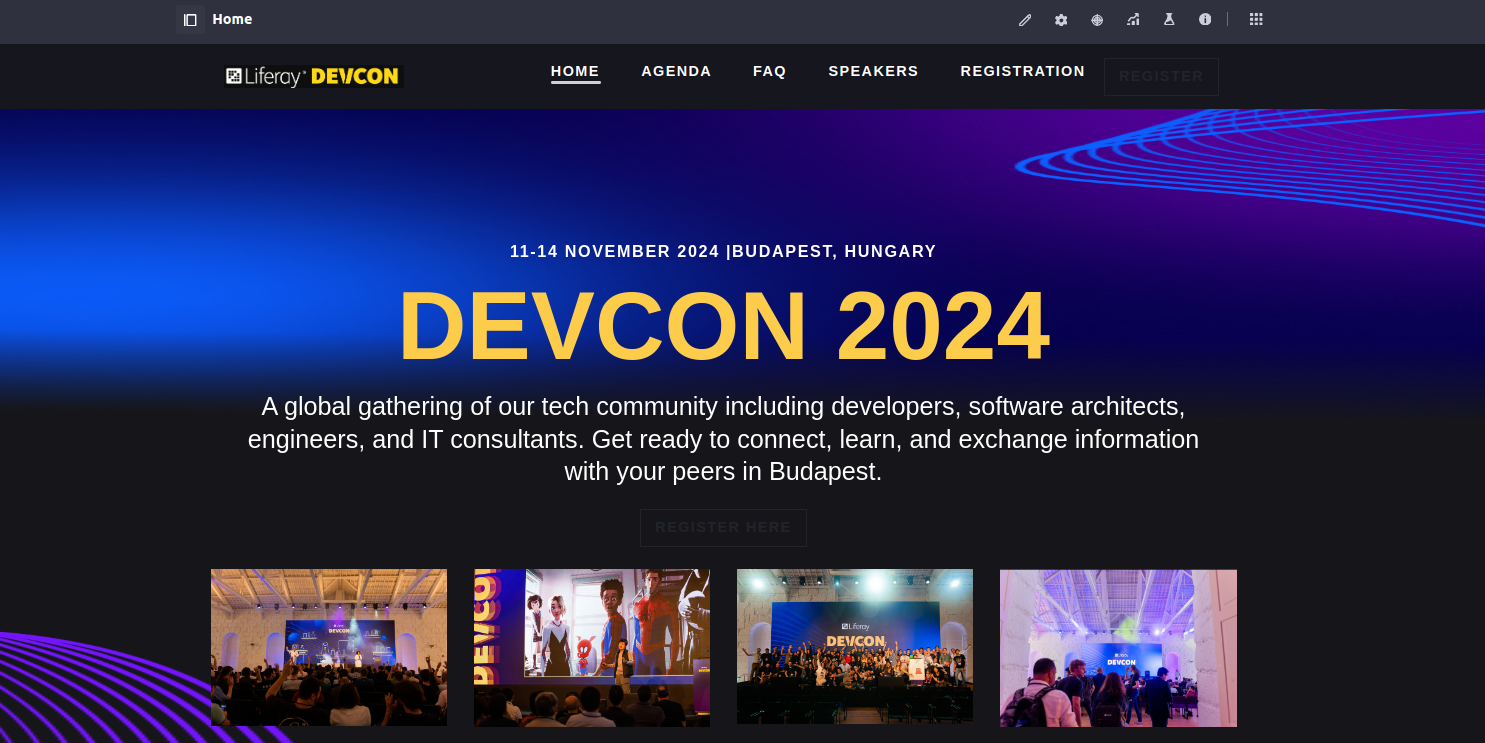 Home
Liferay DEVCON
HOME AGENDA FAQ SPEAKERS REGISTRATION REGISTER
11-14 NOVEMBER 2024 |BUDAPEST, HUNGARY
DEVCON 2024
A global gathering of our tech community including developers, software architects,
engineers, and IT consultants. Get ready to connect, learn, and exchange information
with your peers in Budapest.
REGISTER HERE
DEVCON
DEVCON
Liferay
DEVCON
DEVCON